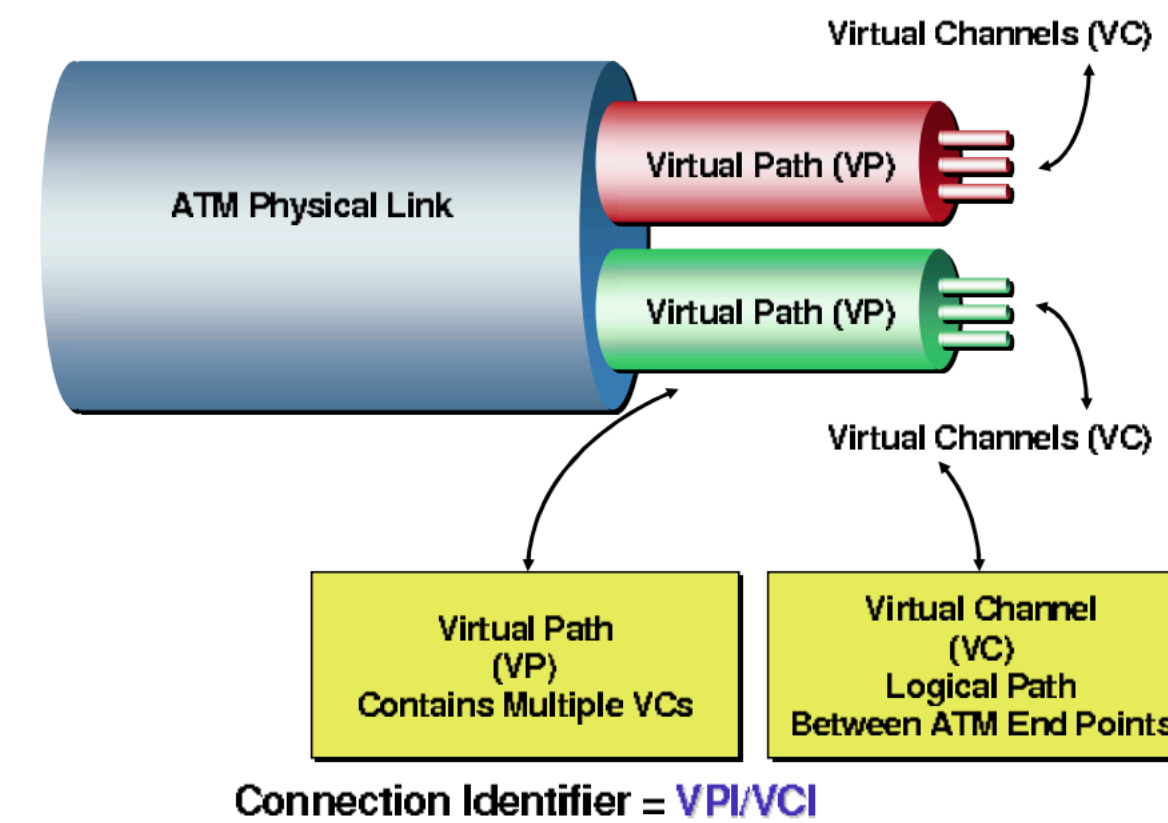 Virtual Channels (VC)
Virtual Path (VP)
ATM Physical Link
Virtual Path (VP)
Virtual Channels (VC)
Virtual Path
(VP)
Contains Multiple VCs
Virtual Channel
(VC)
Logical Path
Between ATM End Points
Connection Identifier = VPI/VCI